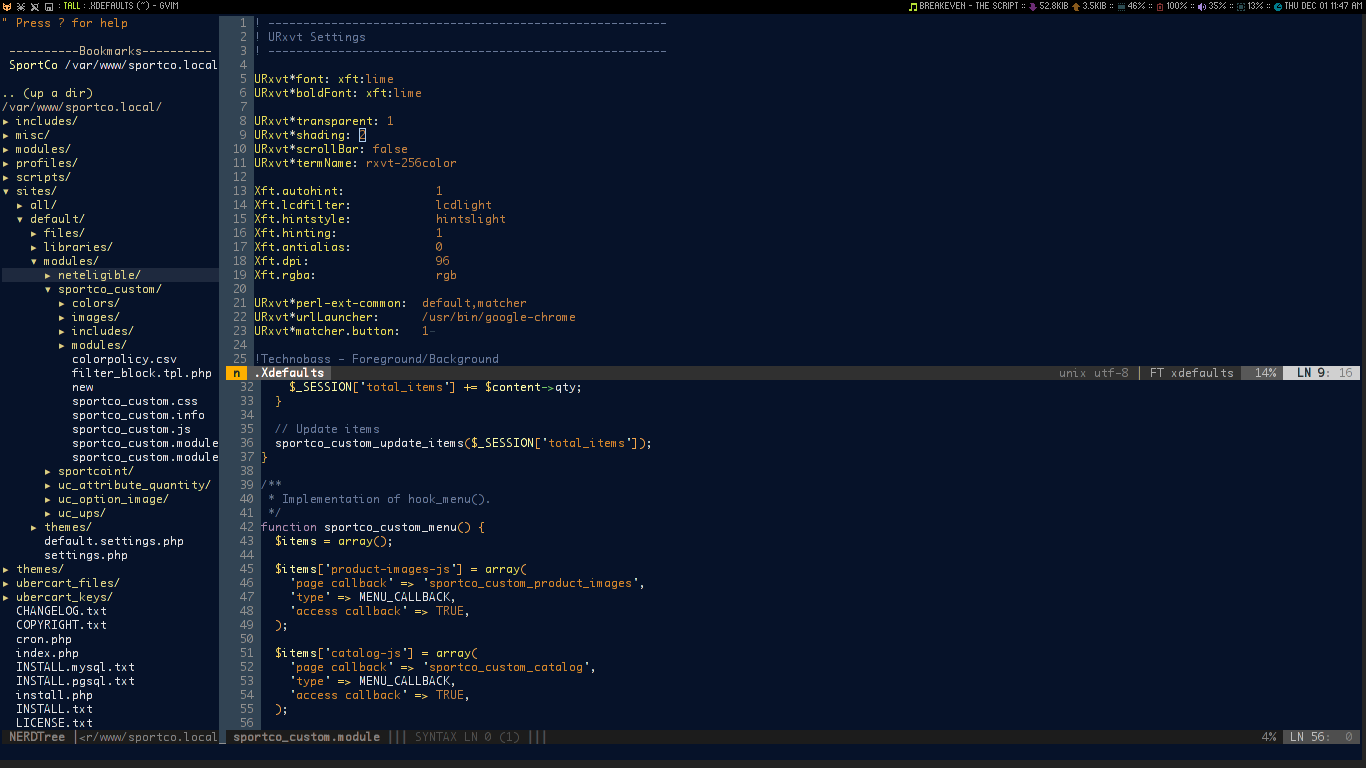 : TALL : .XDEFAULTS (~) - GVIM
BREAKEVEN - THE SCRIPT :: 52.8KIB 3.5KIB :: 46% :: 100% :: 35% :: 13% :: THU DEC 01 11:47 AM
" Press ? for help
----------Bookmarks----------
SportCo /var/www/sportco.local
.. (up a dir)
/var/www/sportco.local/
▸ includes/
▸ misc/
▸ modules/
▸ profiles/
▸ scripts/
▾ sites/
▸ all/
▾ default/
▸ files/
▸ libraries/
▾ modules/
▸ neteligible/
▾ sportco_custom/
▸ colors/
▸ images/
▸ includes/
▸ modules/
colorpolicy.csv
filter_block.tpl.php
new
sportco_custom.css
sportco_custom.info
sportco_custom.js
sportco_custom.module
sportco_custom.module
▸ sportcoint/
▸ uc_attribute_quantity/
▸ uc_option_image/
▸ uc_ups/
▸ themes/
default.settings.php
settings.php
▸ themes/
▸ ubercart_files/
▸ ubercart_keys/
CHANGELOG.txt
COPYRIGHT.txt
cron.php
index.php
INSTALL.mysql.txt
INSTALL.pgsql.txt
install.php
INSTALL.txt
LICENSE.txt
NERDTree |<r/www/sportco.local
1 ! ---------------------------------------------------------
2 ! URxvt Settings
3 ! ---------------------------------------------------------
4
5 URxvt*font: xft:lime
6 URxvt*boldFont: xft:lime
7
8 URxvt*transparent: 1
9 URxvt*shading: 2
10 URxvt*scrollBar: false
11 URxvt*termName: rxvt-256color
12
13 Xft.autohint: 1
14 Xft.lcdfilter: lcdlight
15 Xft.hintstyle: hintslight
16 Xft.hinting: 1
17 Xft.antialias: 0
18 Xft.dpi: 96
19 Xft.rgba: rgb
20
21 URxvt*perl-ext-common: default,matcher
22 URxvt*urlLauncher: /usr/bin/google-chrome
23 URxvt*matcher.button: 1-
24
25 !Technobass - Foreground/Background
n .Xdefaults unix utf-8 | FT xdefaults 14% LN 9: 16
32 $_SESSION['total_items'] += $content->qty;
33 }
34
35 // Update items
36 sportco_custom_update_items($_SESSION['total_items']);
37 }
38
39 /**
40 * Implementation of hook_menu().
41 */
42 function sportco_custom_menu() {
43 $items = array();
44
45 $items['product-images-js'] = array(
46 'page callback' => 'sportco_custom_product_images',
47 'type' => MENU_CALLBACK,
48 'access callback' => TRUE,
49 );
50
51 $items['catalog-js'] = array(
52 'page callback' => 'sportco_custom_catalog',
53 'type' => MENU_CALLBACK,
54 'access callback' => TRUE,
55 );
56
sportco_custom.module ||| SYNTAX LN 0 (1) ||| 4% LN 56: 0